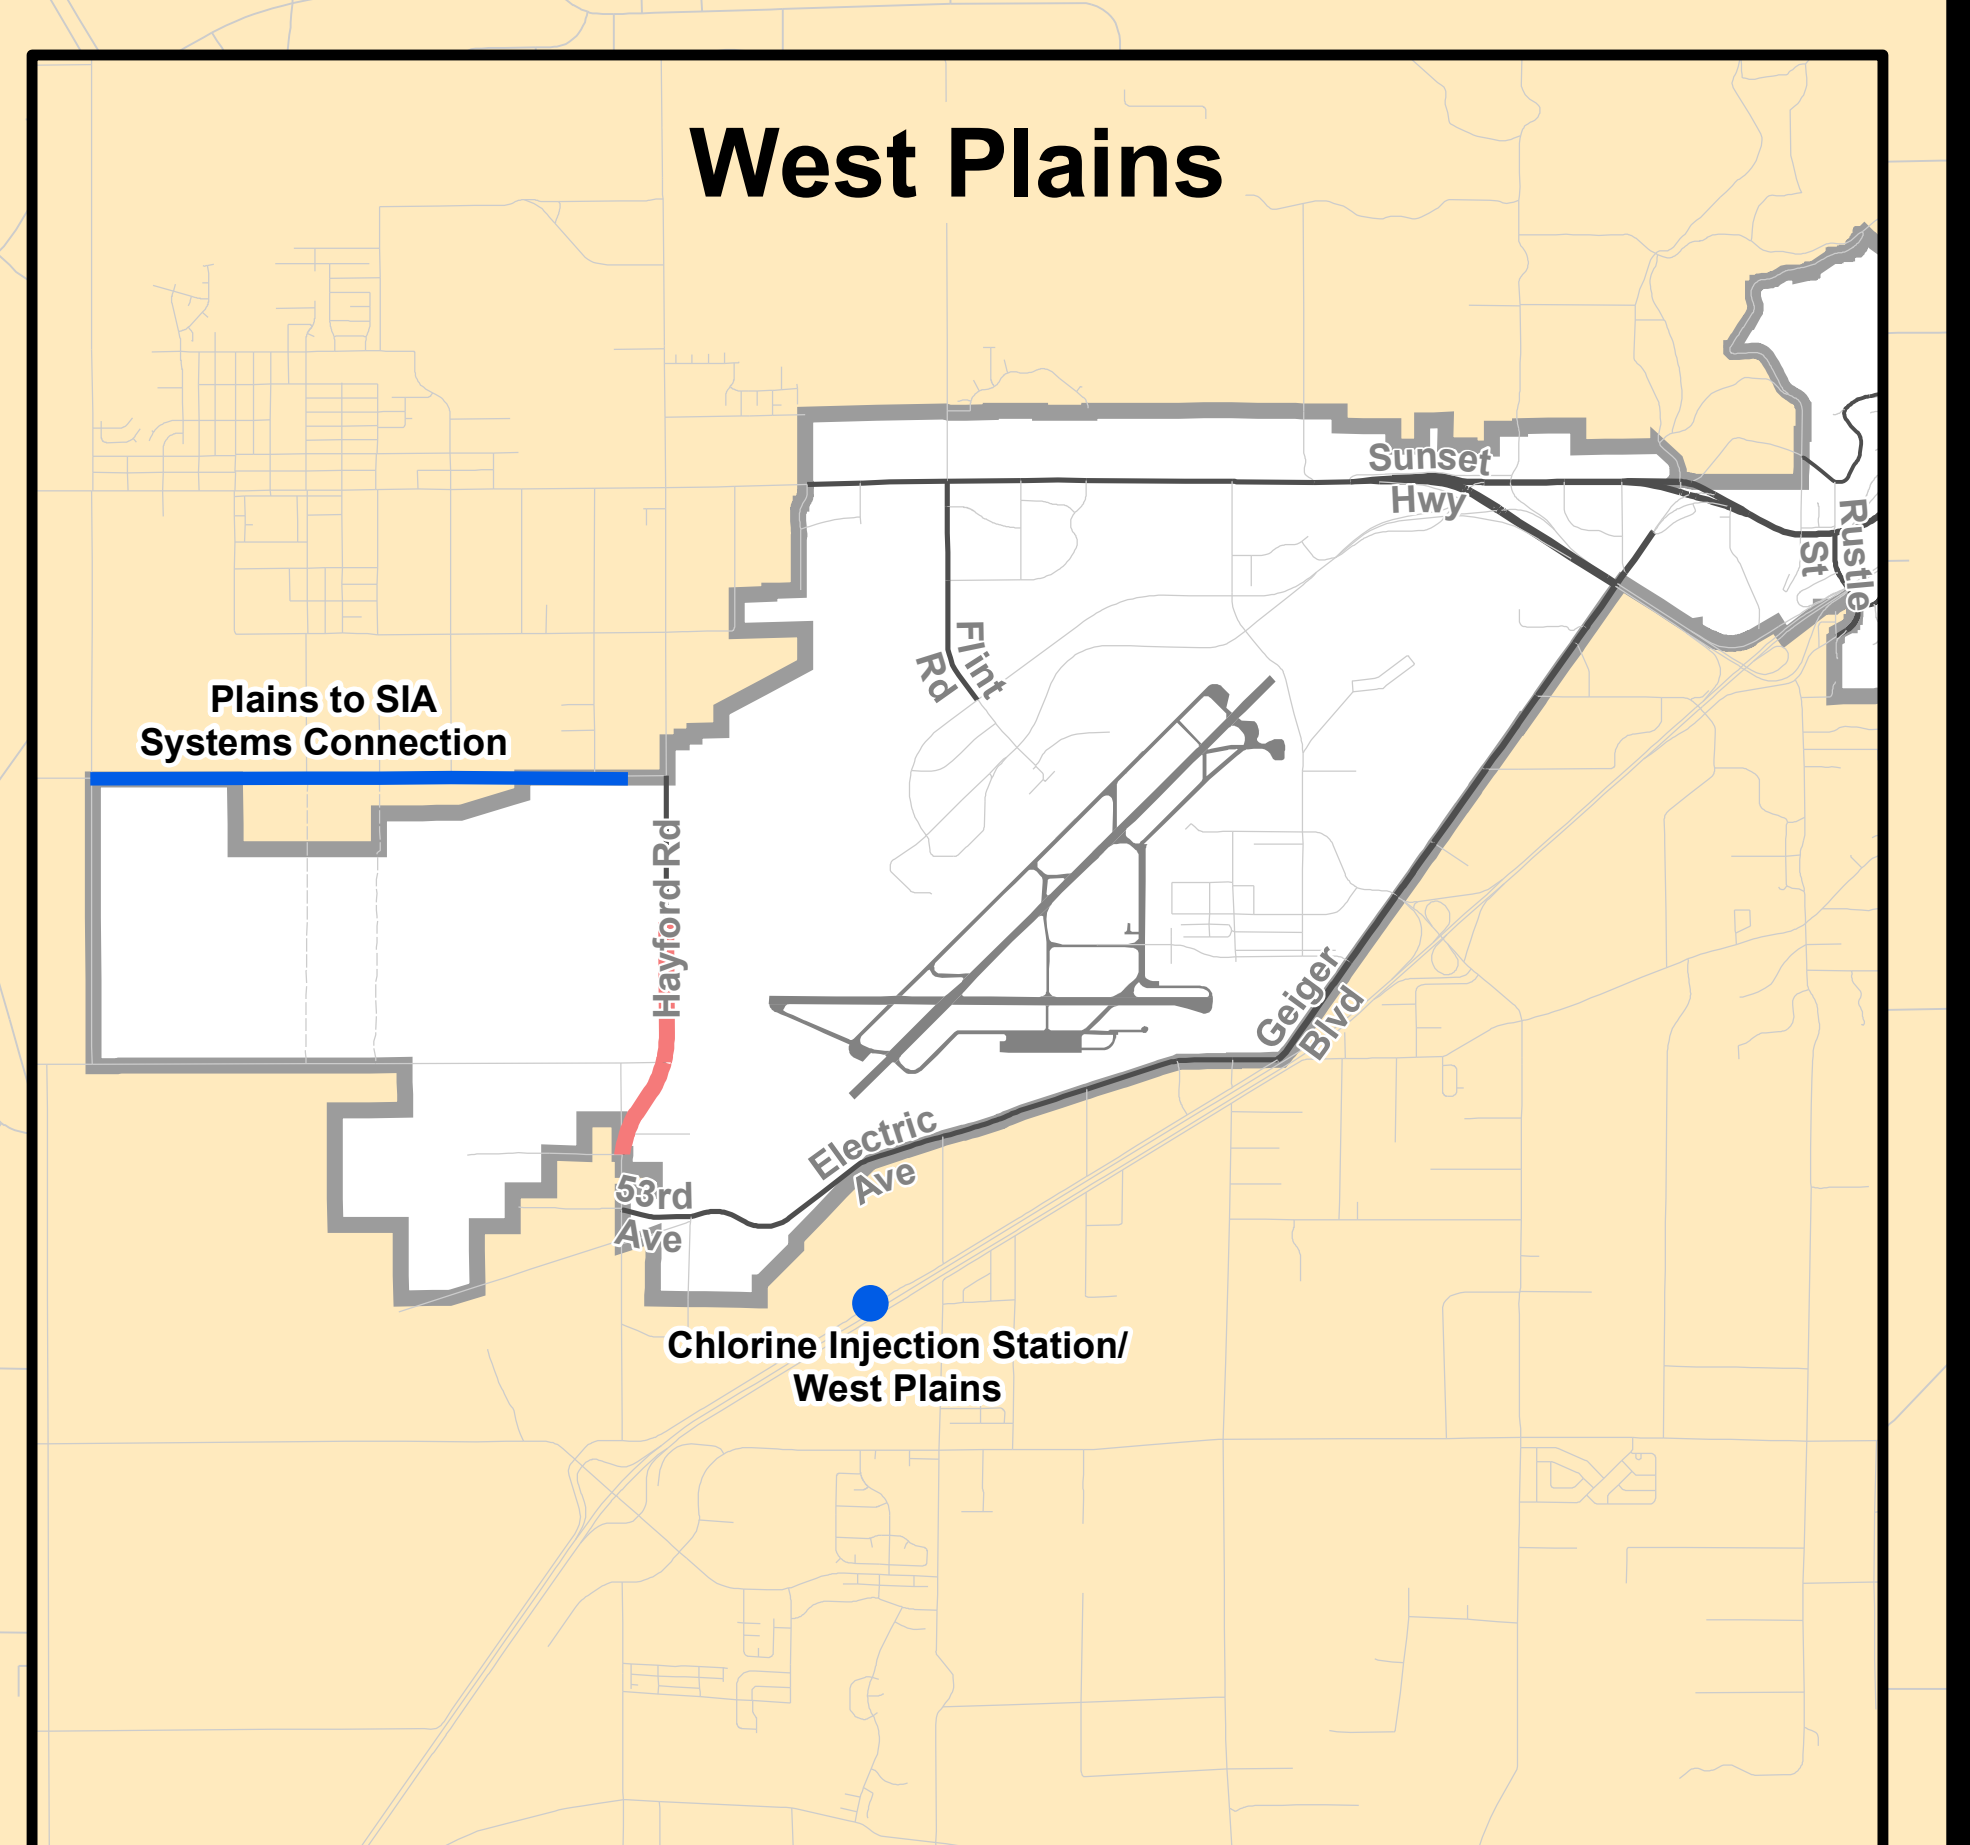 West Plains
Sunset
Hwy
Rustle
St
Flint
Rd
Plains to SIA
Systems Connection
Hayford Rd
Geiger
Blvd
Electric
Ave
53rd
Ave
Chlorine Injection Station/
West Plains